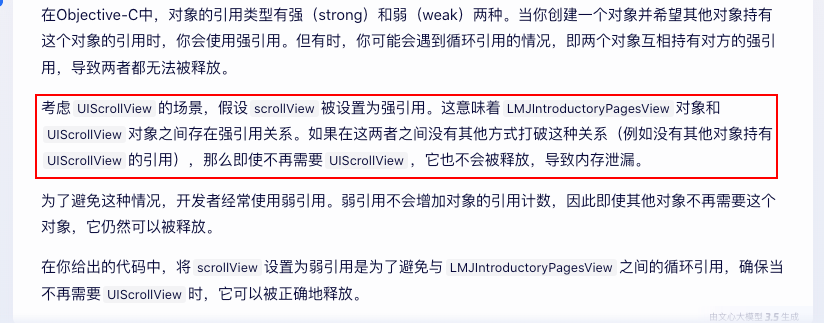 在Objective-C中，对象的引用类型有强（strong）和弱（weak）两种。当你创建一个对象并希望其他对象持有
这个对象的引用时，你会使用强引用。但有时，你可能会遇到循环引用的情况，即两个对象互相持有对方的强引
用，导致两者都无法被释放。
考虑 UIScrollView 的场景，假设 scrollView 被设置为强引用。这意味着 LMJIntroductoryPagesView 对象和
UIScrollView 对象之间存在强引用关系。如果在这两者之间没有其他方式打破这种关系（例如没有其他对象持有
UIScrollView 的引用），那么即使不再需要 UIScrollView ，它也不会被释放，导致内存泄漏。
为了避免这种情况，开发者经常使用弱引用。弱引用不会增加对象的引用计数，因此即使其他对象不再需要这个
对象，它仍然可以被释放。
在你给出的代码中，将 scrollView 设置为弱引用是为了避免与 LMJIntroductoryPagesView 之间的循环引用，确保当
不再需要 UIScrollView 时，它可以被正确地释放。
由文心大模型 3.5 生成